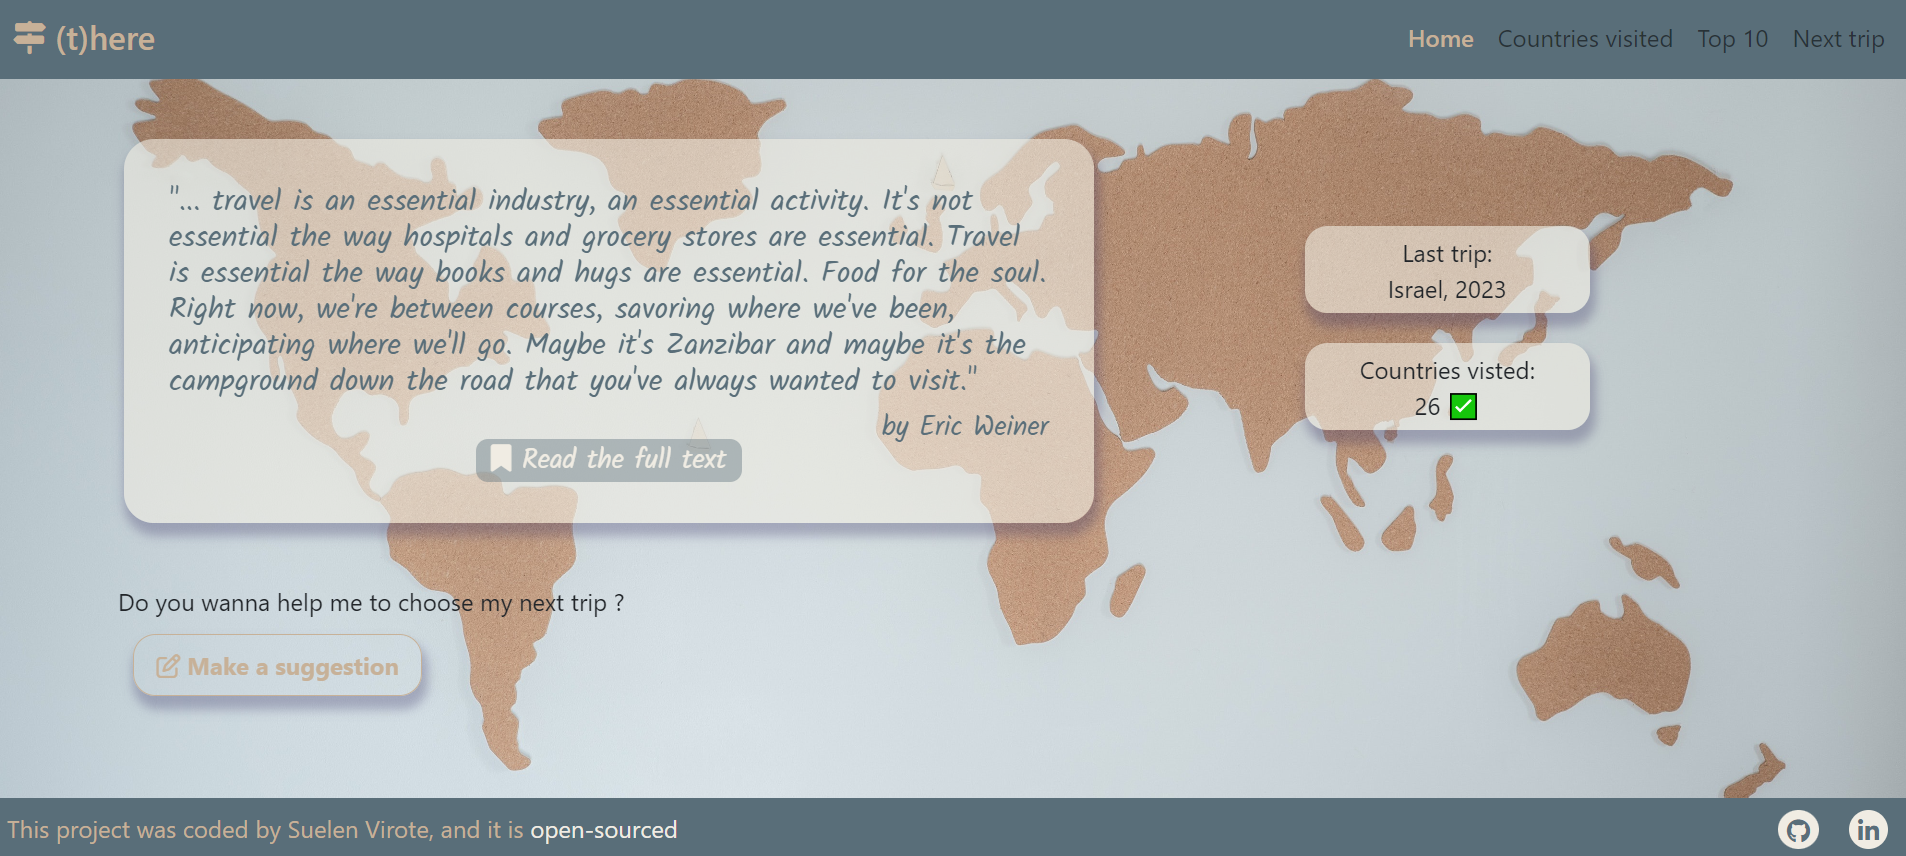 (t)here
Home Countries visited Top 10 Next trip
"... travel is an essential industry, an essential activity. It's not
essential the way hospitals and grocery stores are essential. Travel
is essential the way books and hugs are essential. Food for the soul.
Right now, we're between courses, savoring where we've been,
anticipating where we'll go. Maybe it's Zanzibar and maybe it's the
campground down the road that you've always wanted to visit."
by Eric Weiner
Read the full text
Last trip:
Israel, 2023
Countries visted:
26 ✅
Do you wanna help me to choose my next trip ?
Make a suggestion
This project was coded by Suelen Virote, and it is open-sourced
in